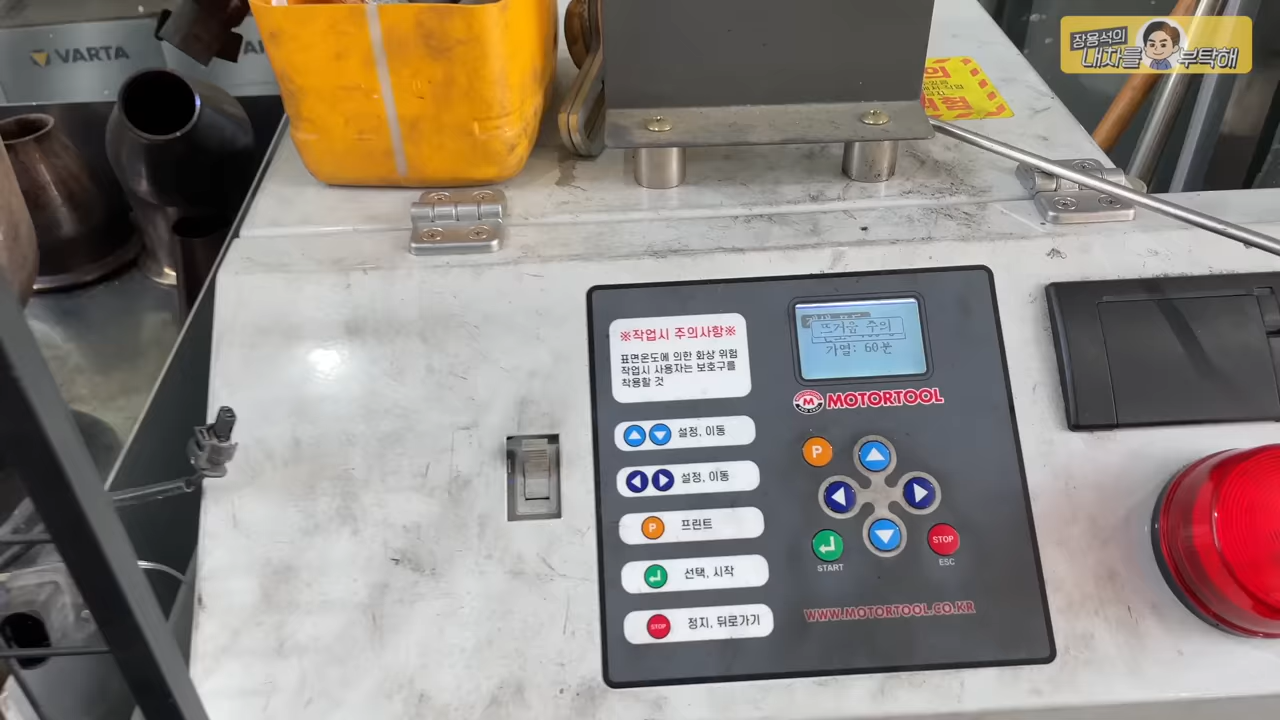 VARTA
장용석의
내차를 부탁해
의
위험
※작업시 주의사항※
표면온도에 의한 화상 위험
작업시 사용자는 보호구를
착용할 것
뜨거움 주의
가열: 60분
MOTORTOOL
설정, 이동
설정, 이동
P
프린트
선택, 시작
STOP
정지, 뒤로가기
P
START
STOP
ESC
WWW.MOTORTOOL.CO.KR